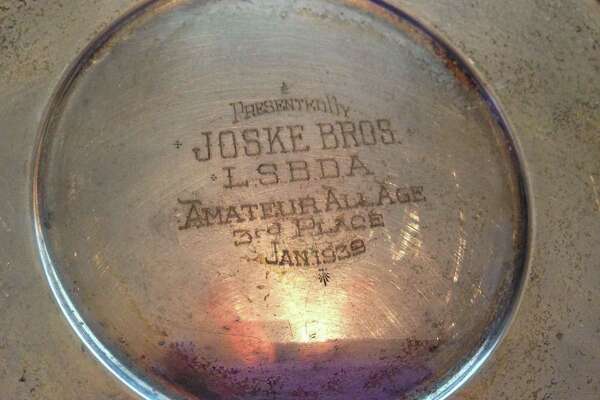 PRESENTED By
JOSKE BROS.
L.S.B.D.A.
AMATEUR ALL AGE
3rd PLACE
JAN 1939